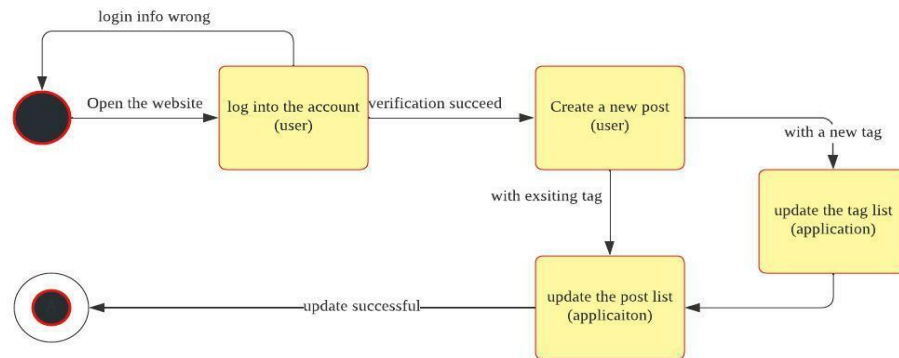 login info wrong
Open the website
log into the account
(user)
verification succeed
Create a new post
(user)
with a new tag
with exsiting tag
update the tag list
(application)
update the post list
(applicaiton)
update successful